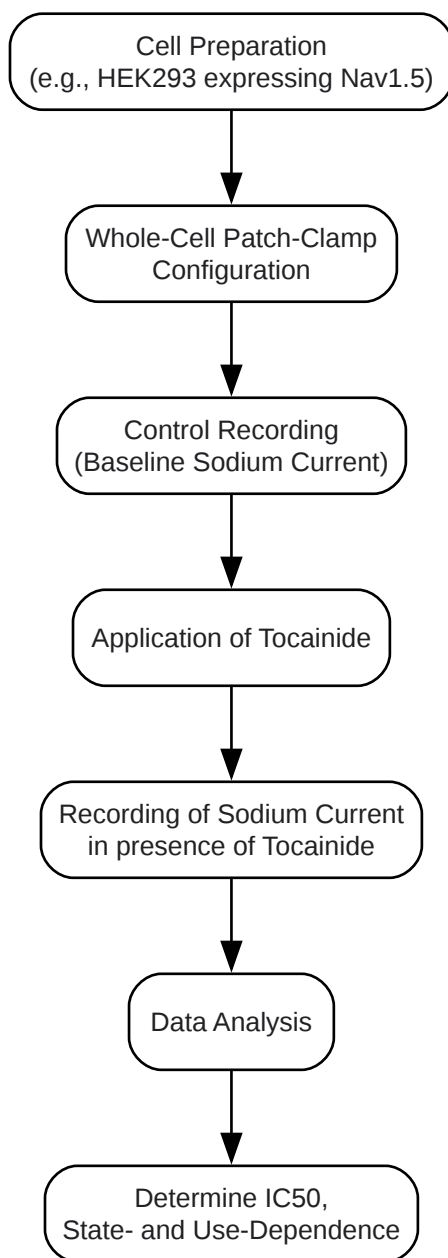 Cell Preparation
(e.g., HEK293 expressing Nav1.5)
Whole-Cell Patch-Clamp
Configuration
Control Recording
(Baseline Sodium Current)
Application of Tocainide
Recording of Sodium Current
in presence of Tocainide
Data Analysis
Determine IC50,
State- and Use-Dependence